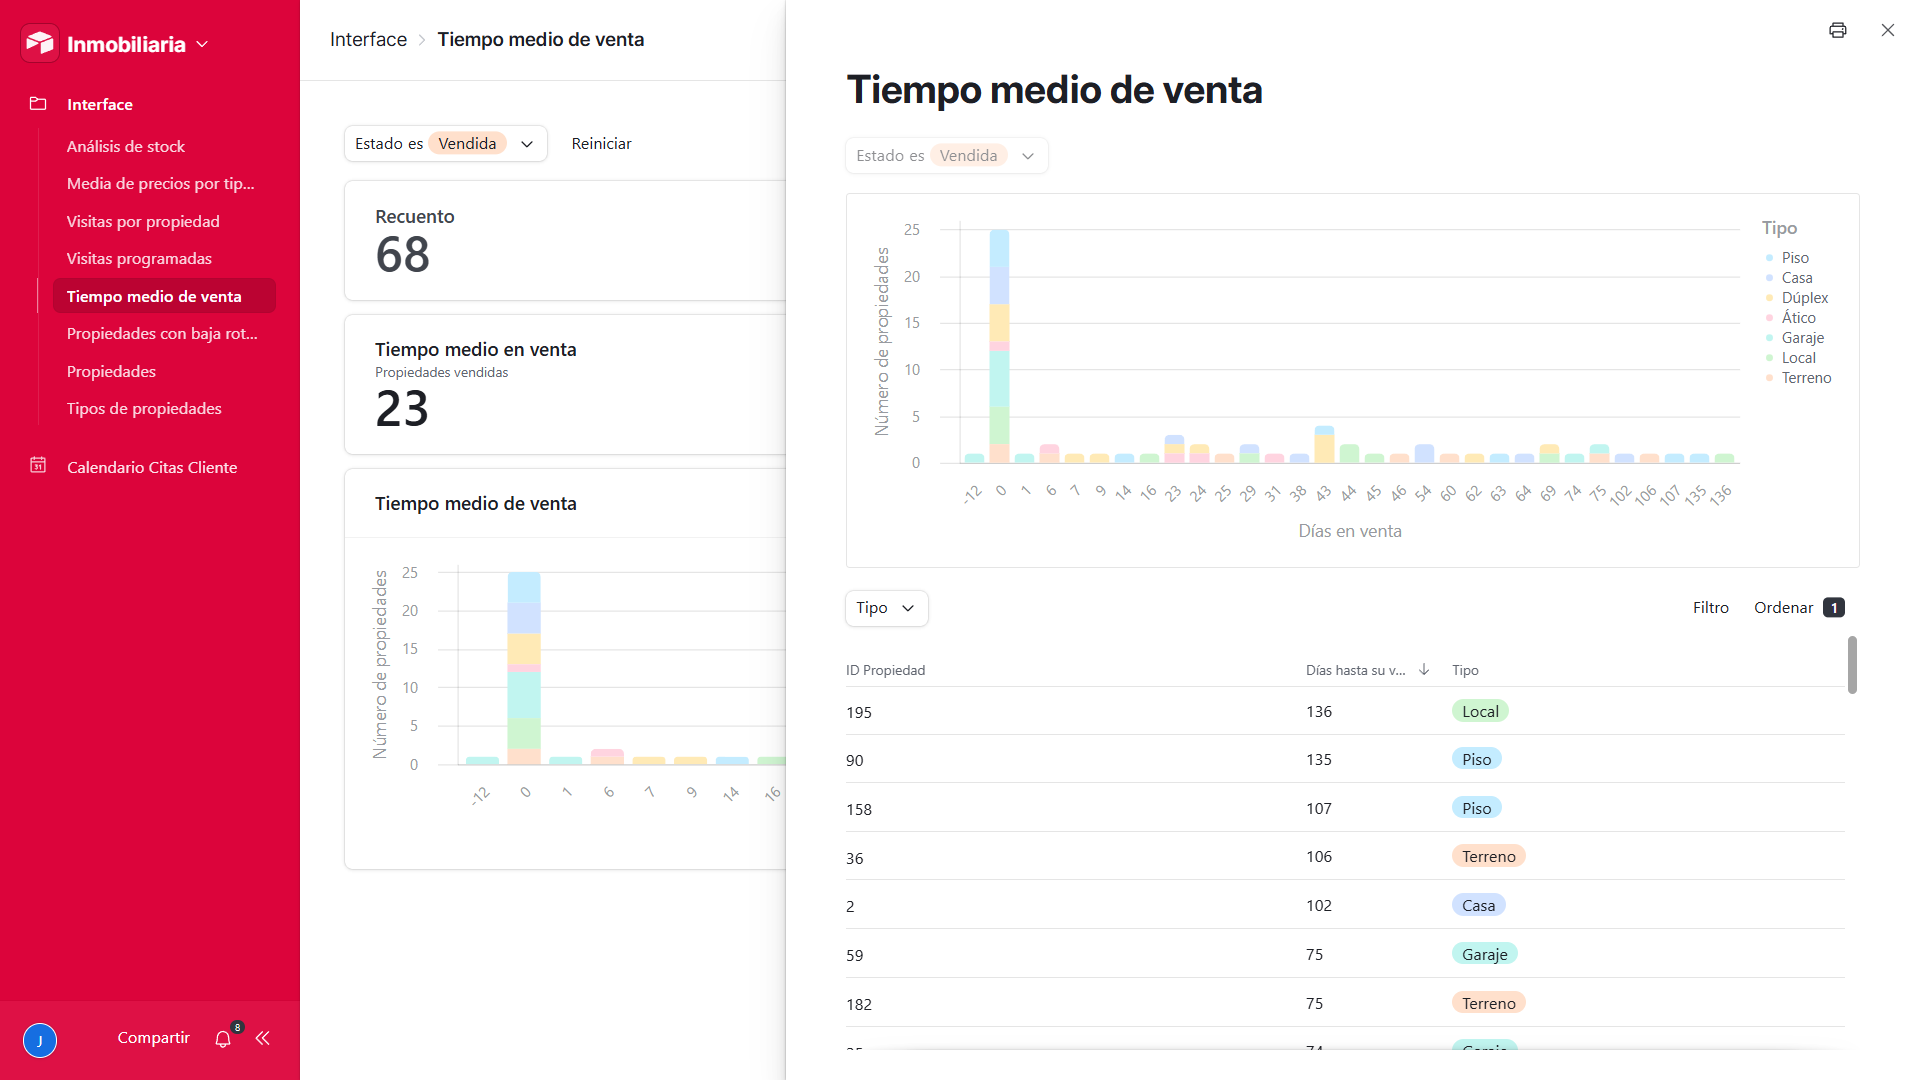 Inmobiliaria
Interface
Análisis de stock
Media de precios por tip...
Visitas por propiedad
Visitas programadas
Tiempo medio de venta
Propiedades con baja rot...
Propiedades
Tipos de propiedades
31
Calendario Citas Cliente
J
Compartir
8
Interface > Tiempo medio de venta
Estado es Vendida
Reiniciar
Recuento
68
Tiempo medio en venta
Propiedades vendidas
23
Tiempo medio de venta
Número de propiedades
25
20
15
10
5
0
-12 0 1 6 7 9 14 16
Tiempo medio de venta
Estado es Vendida
Número de propiedades
25
20
15
10
5
0
-12 0 1 6 7 9 14 16 23 24 25 29 31 38 43 44 45 46 54 60 62 63 64 69 74 75 102 106 107 135 136
Días en venta
Tipo
Piso
Casa
Dúplex
Ático
Garaje
Local
Terreno
Tipo
Filtro
Ordenar 1
ID Propiedad Días hasta su v... Tipo
195 136 Local
90 135 Piso
158 107 Piso
36 106 Terreno
2 102 Casa
59 75 Garaje
182 75 Terreno
74 Garaje